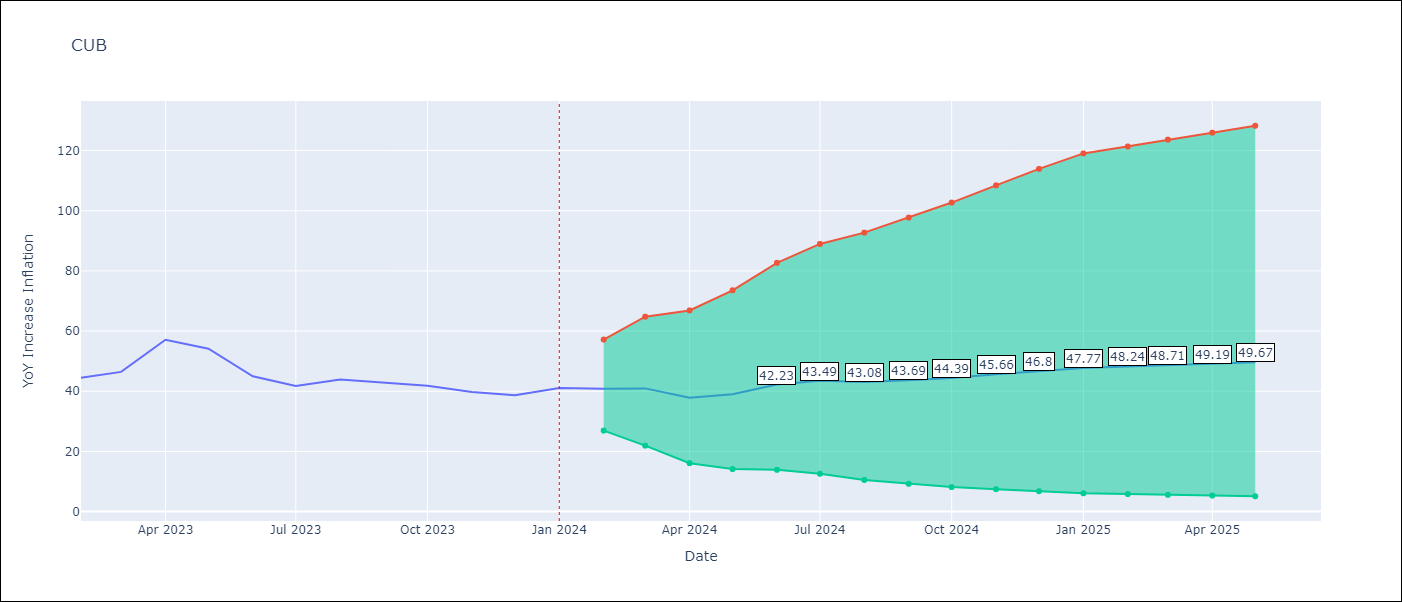 CUB
YoY Increase Inflation
120
100
80
60
40
20
0
42.23
43.49
43.08
43.69
44.39
45.66
46.8
47.77
48.24
48.71
49.19
49.67
Apr 2023
Jul 2023
Oct 2023
Jan 2024
Apr 2024
Jul 2024
Oct 2024
Jan 2025
Apr 2025
Date